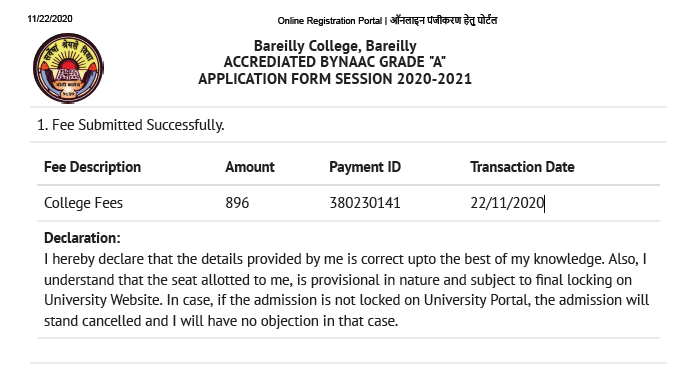 11/22/2020
Online Registration Portal | ऑनलाइन पंजीकरण हेतु पोर्टल
Bareilly College, Bareilly
ACCREDIATED BYNAAC GRADE "A"
APPLICATION FORM SESSION 2020-2021
1. Fee Submitted Successfully.
Fee Description Amount Payment ID Transaction Date
College Fees 896 380230141 22/11/2020
Declaration:
I hereby declare that the details provided by me is correct upto the best of my knowledge. Also, I
understand that the seat allotted to me, is provisional in nature and subject to final locking on
University Website. In case, if the admission is not locked on University Portal, the admission will
stand cancelled and I will have no objection in that case.